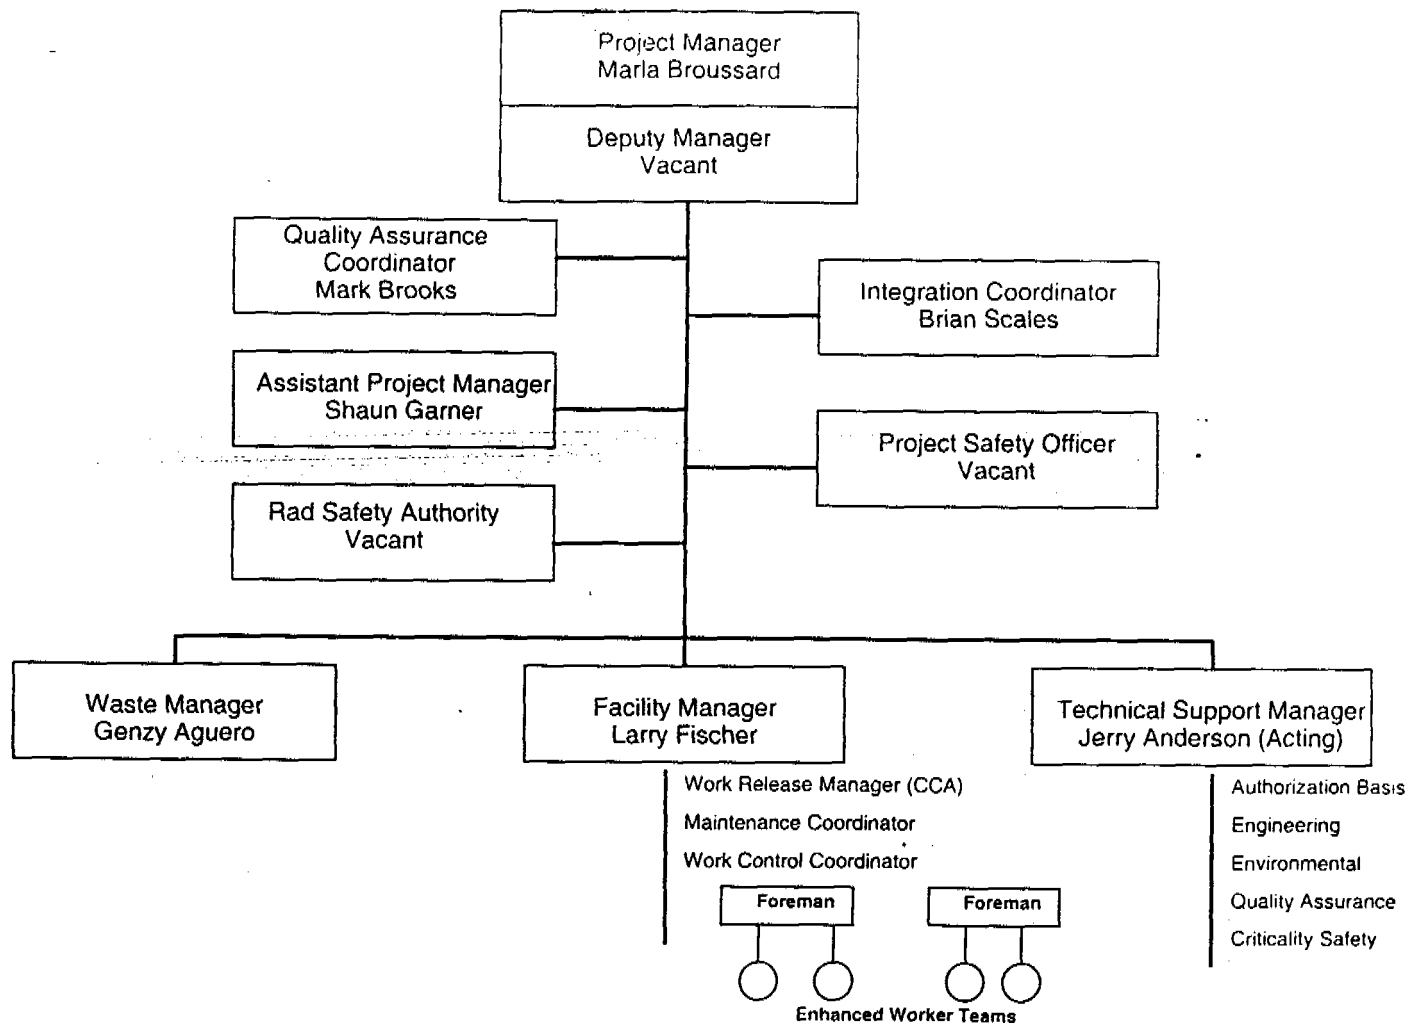 Project Manager
Marla Broussard
Deputy Manager
Vacant
Quality Assurance
Coordinator
Mark Brooks
Integration Coordinator
Brian Scales
Assistant Project Manager
Shaun Garner
Project Safety Officer
Vacant
Rad Safety Authority
Vacant
Waste Manager
Genzy Aguero
Facility Manager
Larry Fischer
Technical Support Manager
Jerry Anderson (Acting)
Work Release Manager (CCA)
Maintenance Coordinator
Work Control Coordinator
Foreman
Foreman
Enhanced Worker Teams
Authorization Basis
Engineering
Environmental
Quality Assurance
Criticality Safety